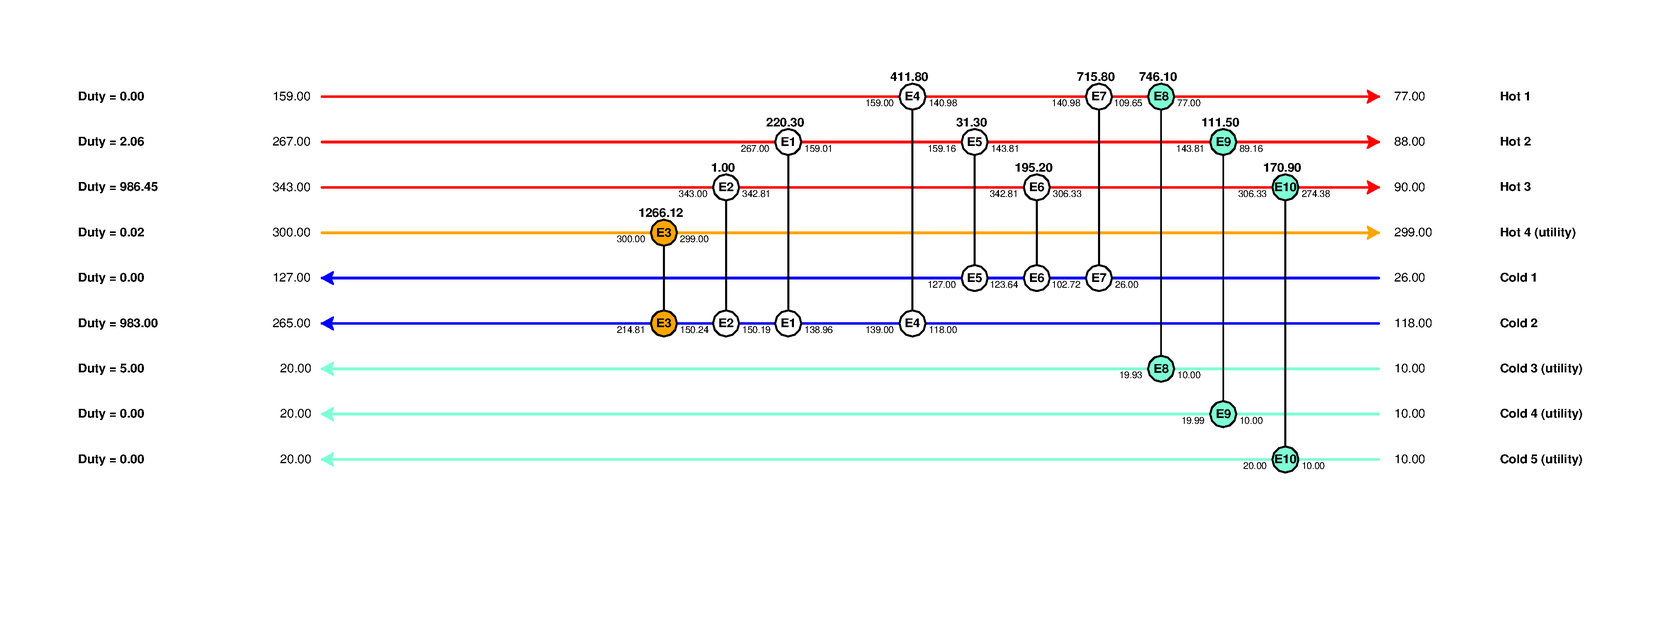 411.80 715.80 746.10
Duty = 0.00 159.00 E4 E7 E8 77.00 Hot 1
159.00 140.98 140.98 109.65 77.00
220.30 31.30 111.50
Duty = 2.06 267.00 E1 E5 E9 88.00 Hot 2
267.00 159.01 159.16 143.81 143.81 89.16
1.00 195.20 170.90
Duty = 986.45 343.00 E2 E6 E10 90.00 Hot 3
343.00 342.81 342.81 306.33 306.33 274.38
1266.12
Duty = 0.02 300.00 E3 299.00 Hot 4 (utility)
300.00 299.00
Duty = 0.00 127.00 E5 E6 E7 26.00 Cold 1
127.00 123.64 102.72 26.00
Duty = 983.00 265.00 E3 E2 E1 E4 118.00 Cold 2
214.81 150.24 150.19 138.96 139.00 118.00
Duty = 5.00 20.00 E8 10.00 Cold 3 (utility)
19.93 10.00
Duty = 0.00 20.00 E9 10.00 Cold 4 (utility)
19.99 10.00
Duty = 0.00 20.00 E10 10.00 Cold 5 (utility)
20.00 10.00